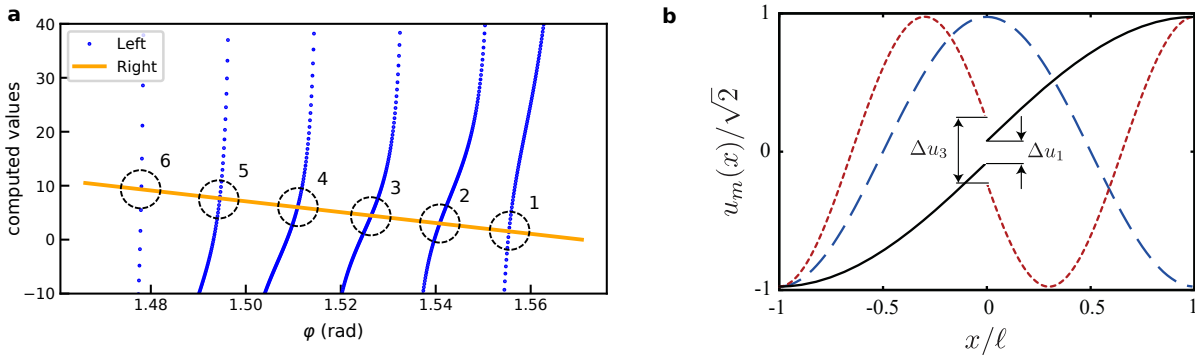 a
computed values
40
30
20
10
0
−10
Left
Right
6
5
4
3
2
1
1.48
1.50
1.52
1.54
1.56
φ (rad)
b
u_m(x)/√2
1
0
-1
Δu₃
Δu₁
-1
-0.5
0
0.5
1
x/ℓ